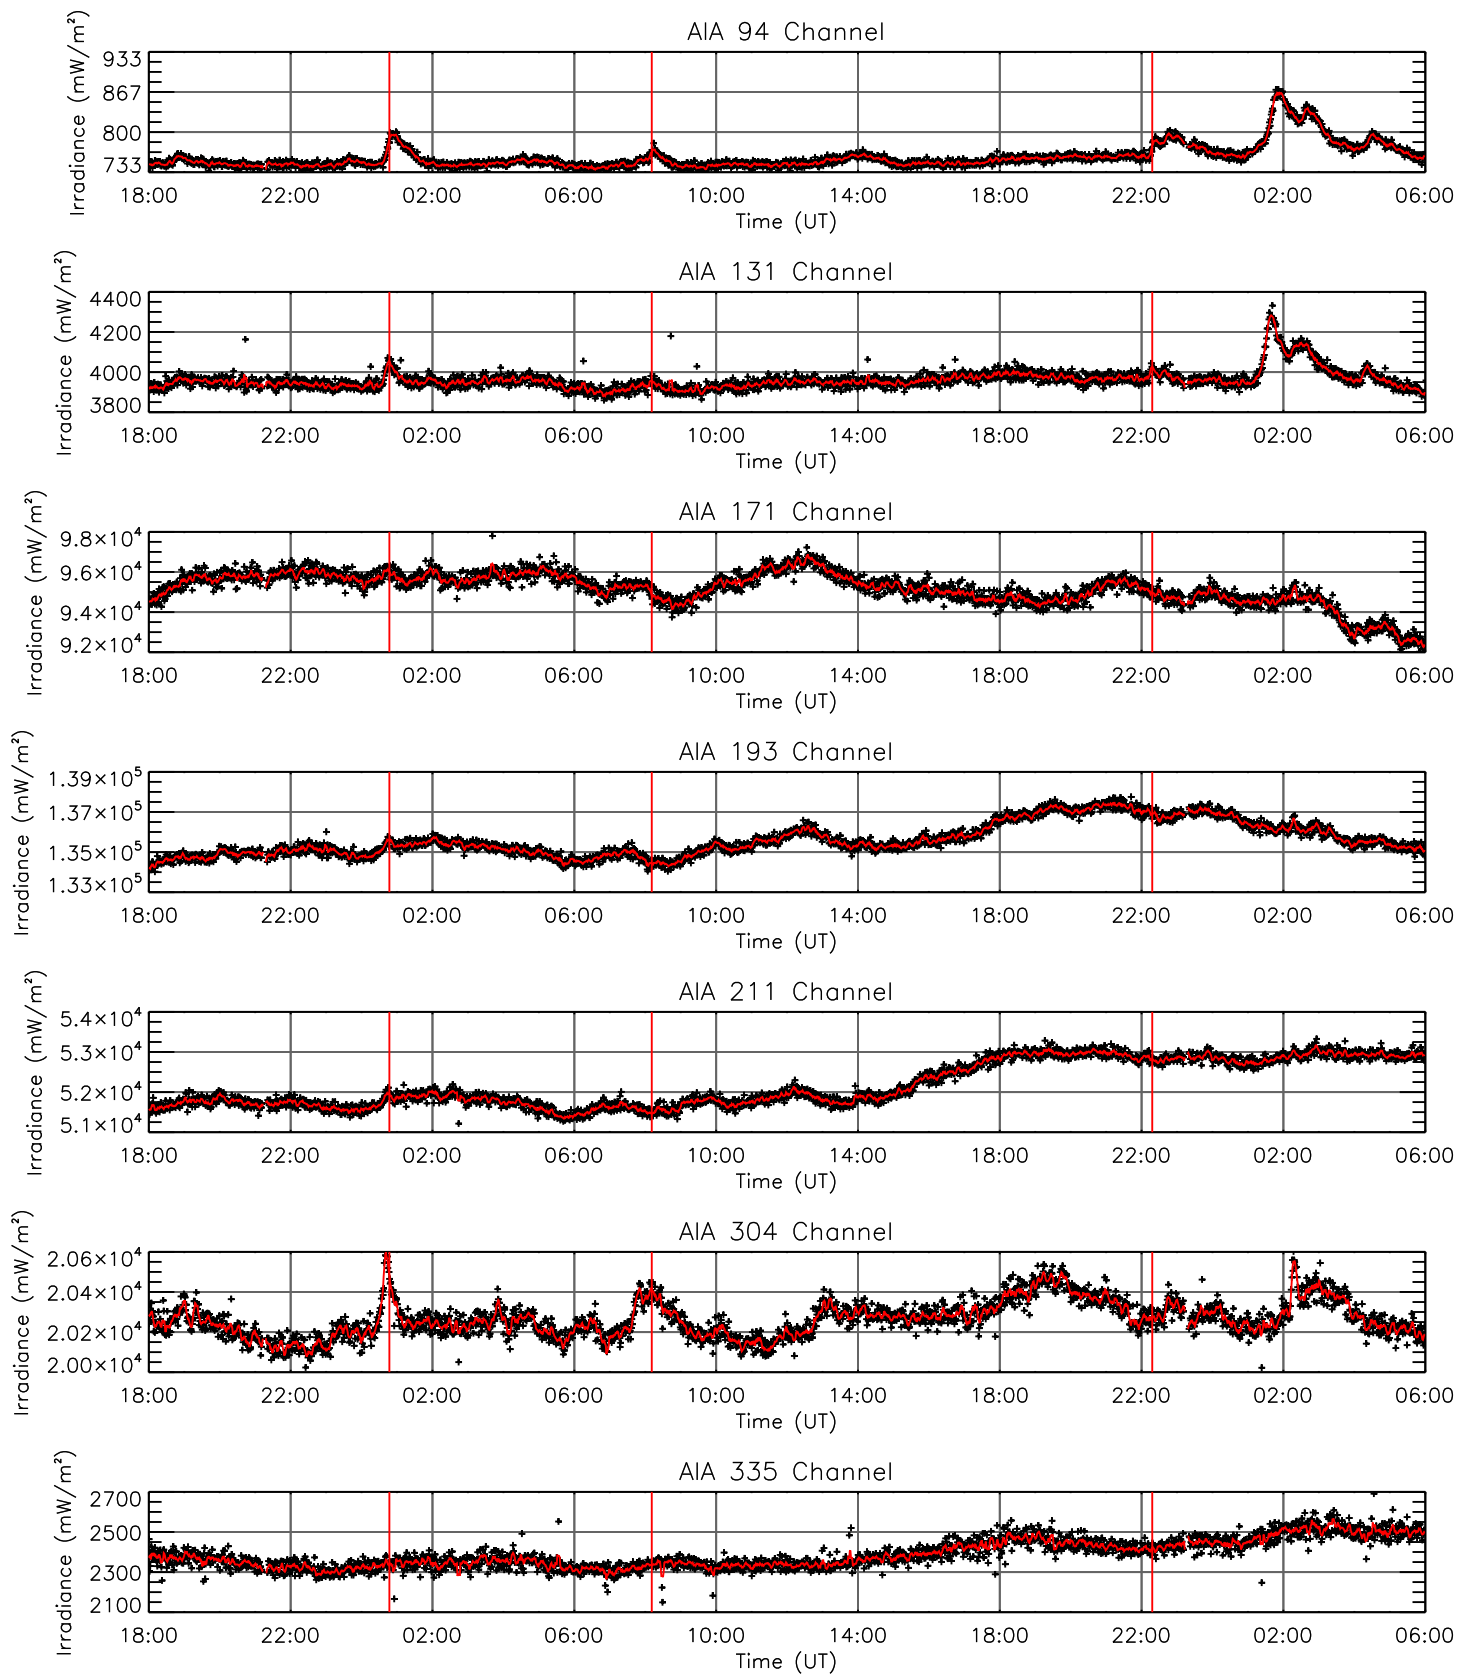 AIA 94 Channel
Irradiance (mW/m²)
933
867
800
733
18:00 22:00 02:00 06:00 10:00 14:00 18:00 22:00 02:00 06:00
Time (UT)
AIA 131 Channel
Irradiance (mW/m²)
4400
4200
4000
3800
18:00 22:00 02:00 06:00 10:00 14:00 18:00 22:00 02:00 06:00
Time (UT)
AIA 171 Channel
Irradiance (mW/m²)
9.8×10⁴
9.6×10⁴
9.4×10⁴
9.2×10⁴
18:00 22:00 02:00 06:00 10:00 14:00 18:00 22:00 02:00 06:00
Time (UT)
AIA 193 Channel
Irradiance (mW/m²)
1.39×10⁵
1.37×10⁵
1.35×10⁵
1.33×10⁵
18:00 22:00 02:00 06:00 10:00 14:00 18:00 22:00 02:00 06:00
Time (UT)
AIA 211 Channel
Irradiance (mW/m²)
5.4×10⁴
5.3×10⁴
5.2×10⁴
5.1×10⁴
18:00 22:00 02:00 06:00 10:00 14:00 18:00 22:00 02:00 06:00
Time (UT)
AIA 304 Channel
Irradiance (mW/m²)
2.06×10⁴
2.04×10⁴
2.02×10⁴
2.00×10⁴
18:00 22:00 02:00 06:00 10:00 14:00 18:00 22:00 02:00 06:00
Time (UT)
AIA 335 Channel
Irradiance (mW/m²)
2700
2500
2300
2100
18:00 22:00 02:00 06:00 10:00 14:00 18:00 22:00 02:00 06:00
Time (UT)